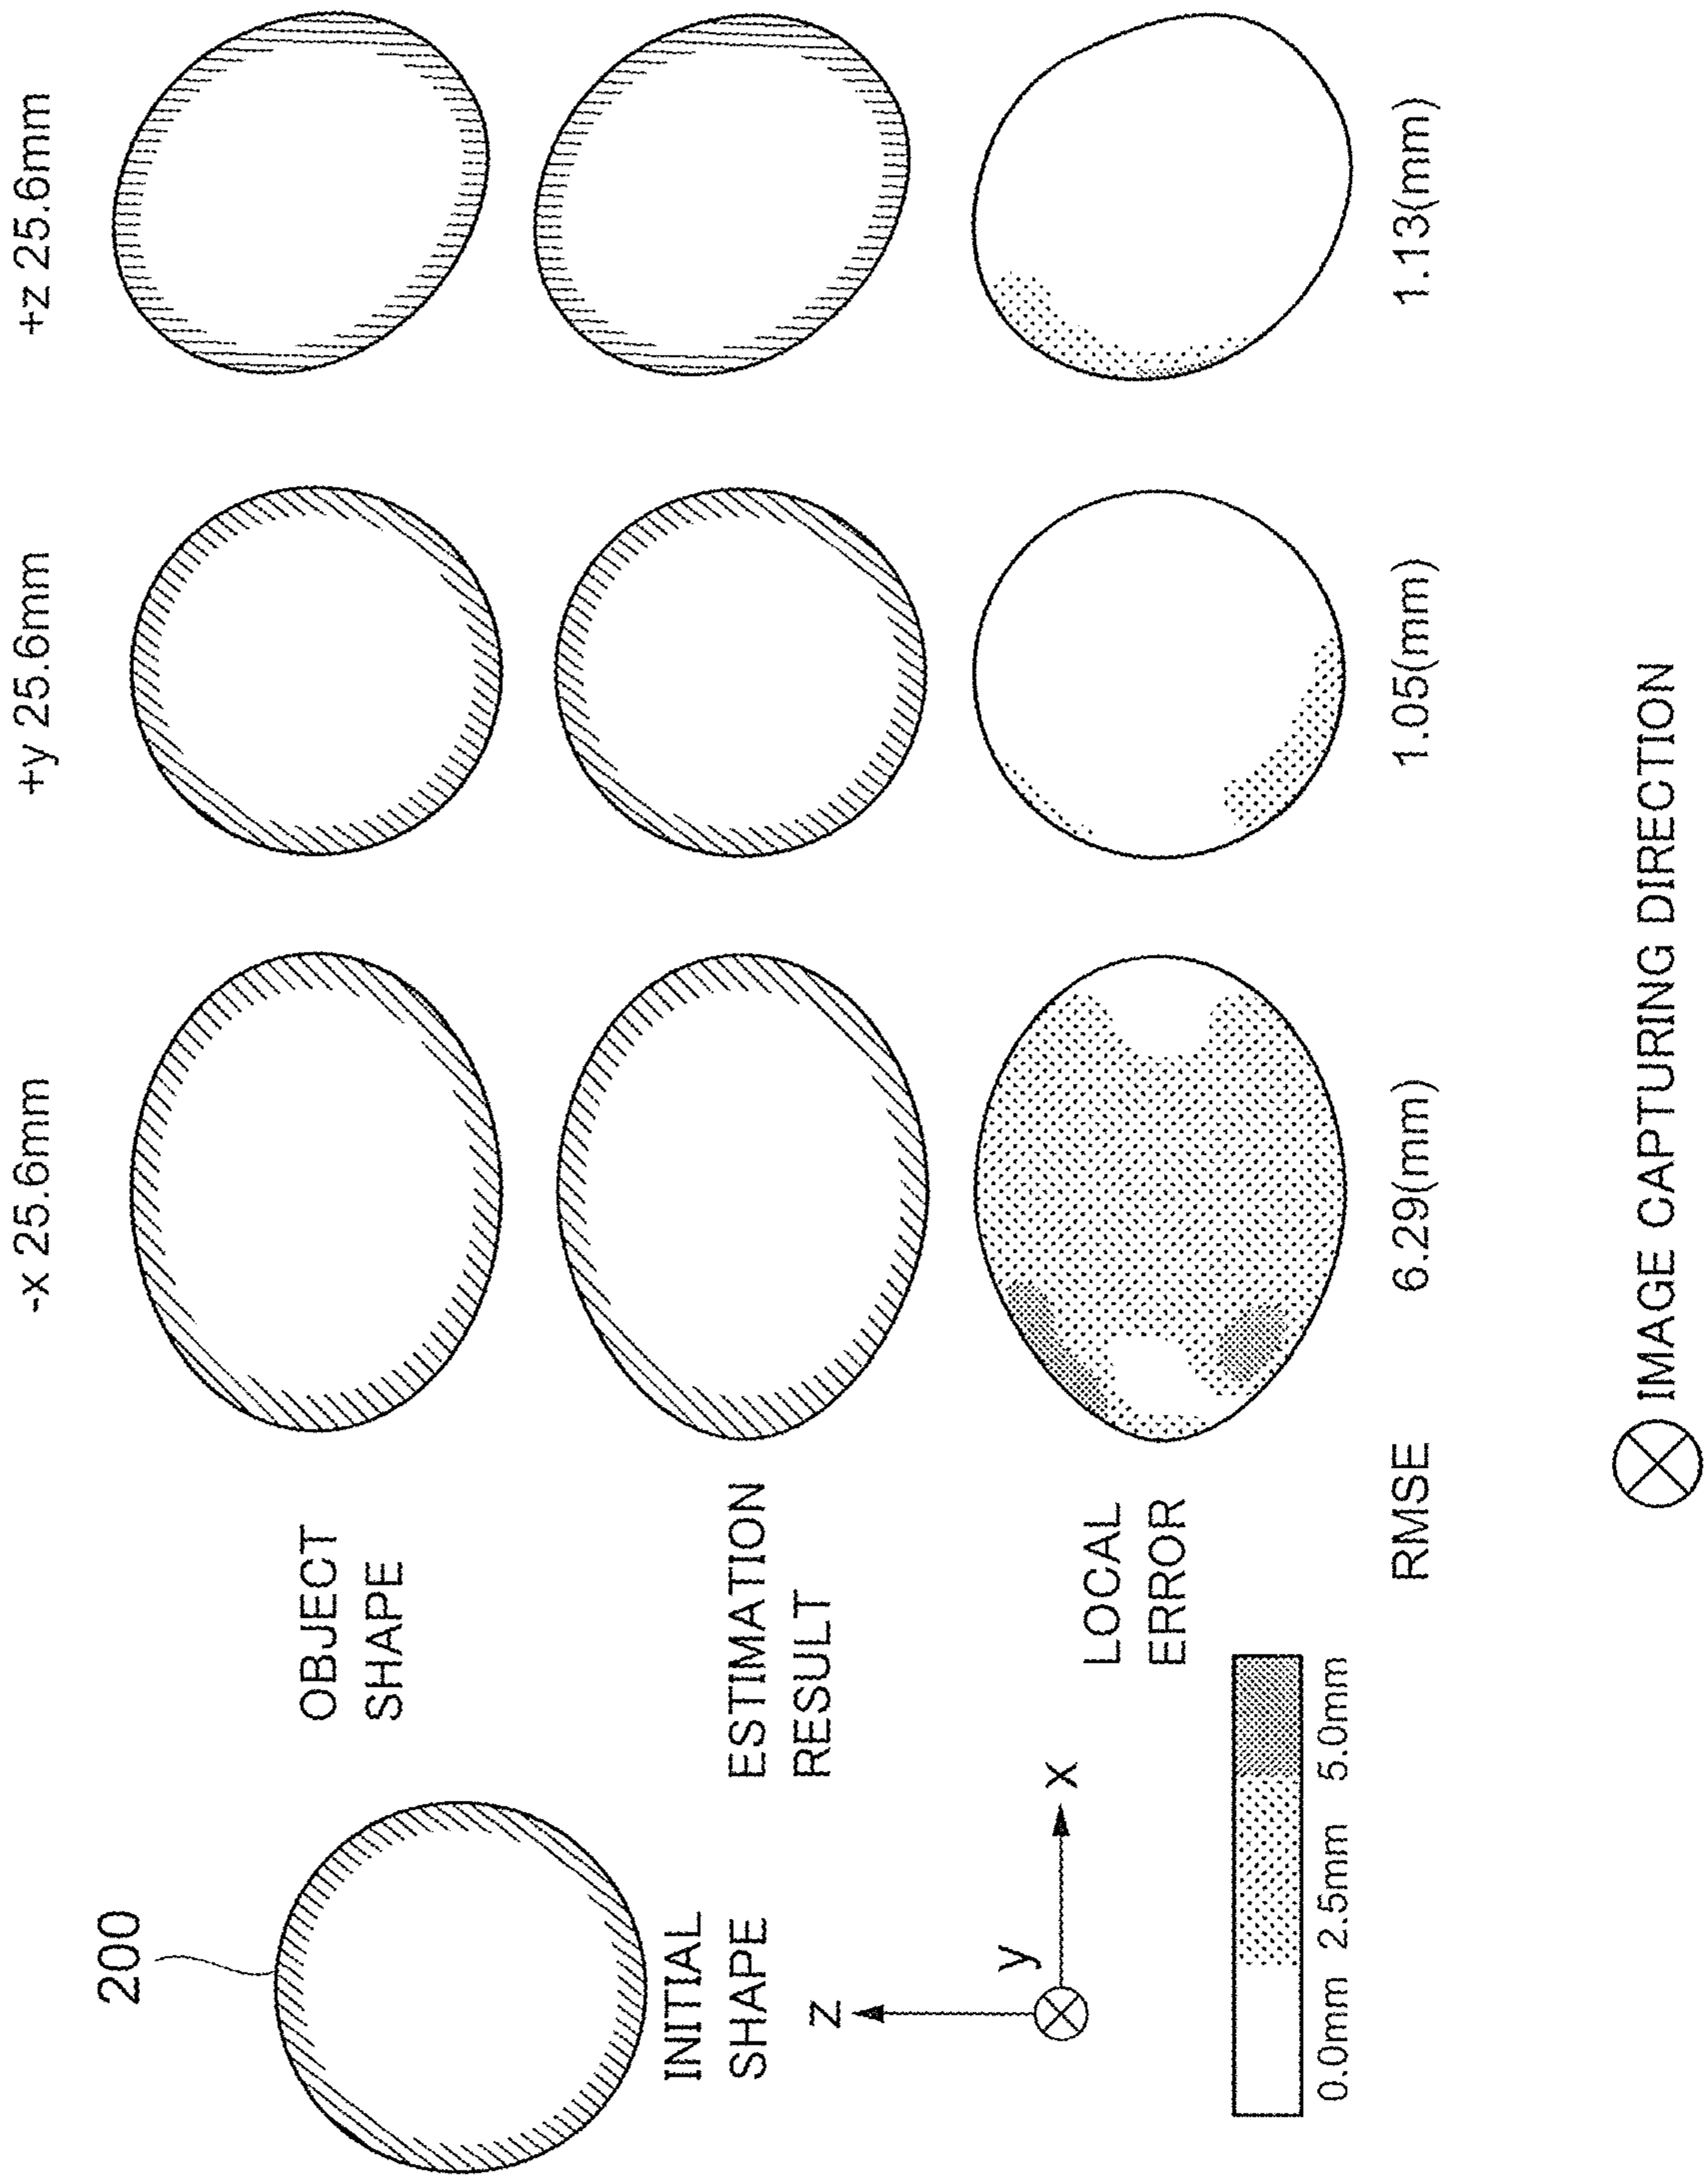 -x 25.6mm
+y 25.6mm
+z 25.6mm
200
INITIAL
SHAPE
OBJECT
SHAPE
ESTIMATION
RESULT
z
y
x
LOCAL
ERROR
0.0mm 2.5mm 5.0mm
RMSE 6.29(mm) 1.05(mm) 1.13(mm)
IMAGE CAPTURING DIRECTION